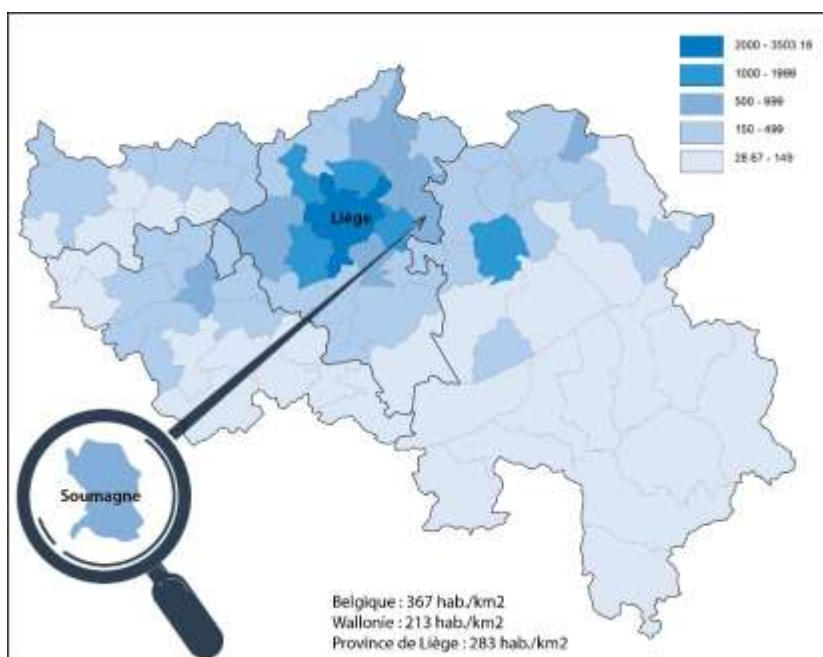 2000 - 3503.16
1000 - 1999
500 - 999
150 - 499
28.67 - 149
Liège
Soumagne
Belgique : 367 hab./km2
Wallonie : 213 hab./km2
Province de Liège : 283 hab./km2